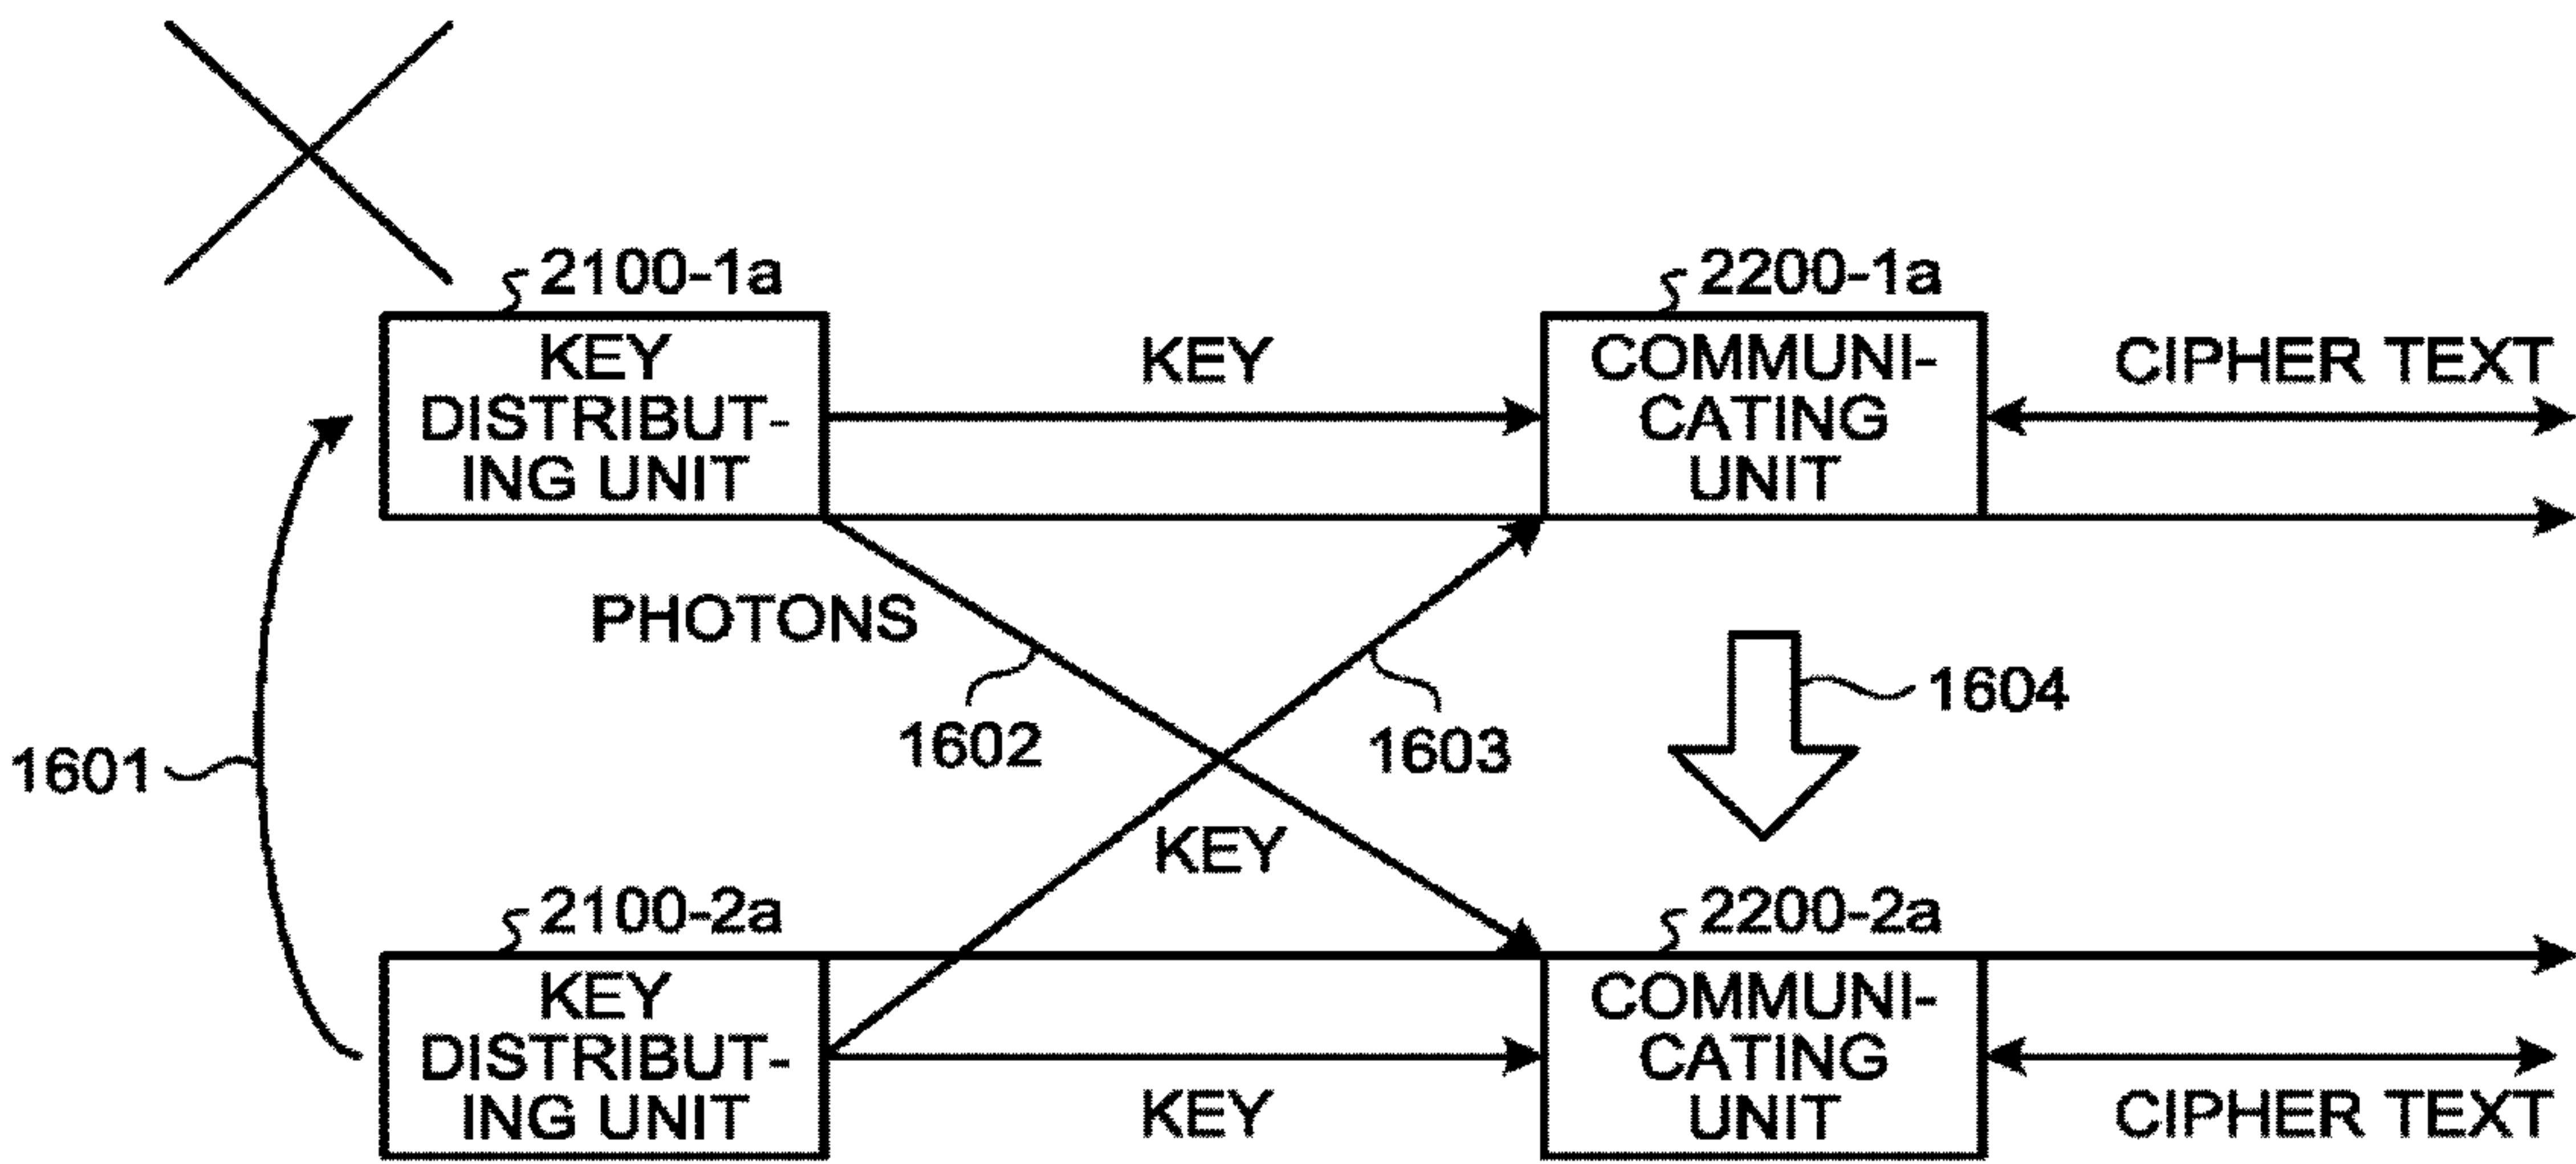 2100-1a
2200-1a
KEY
DISTRIBUT-
ING UNIT
KEY
COMMUNI-
CATING
UNIT
CIPHER TEXT
PHOTONS
1602
1603
1604
1601
KEY
2100-2a
2200-2a
KEY
DISTRIBUT-
ING UNIT
KEY
COMMUNI-
CATING
UNIT
CIPHER TEXT